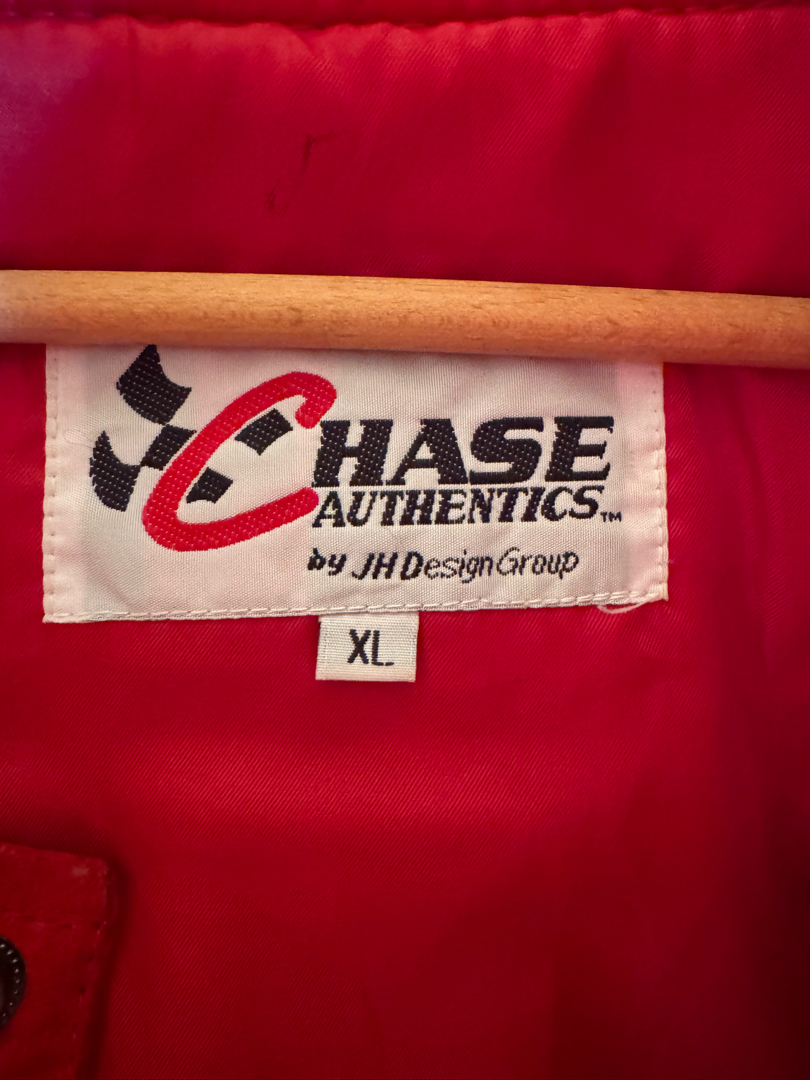 CHASE
AUTHENTICS™
by JH Design Group
XL